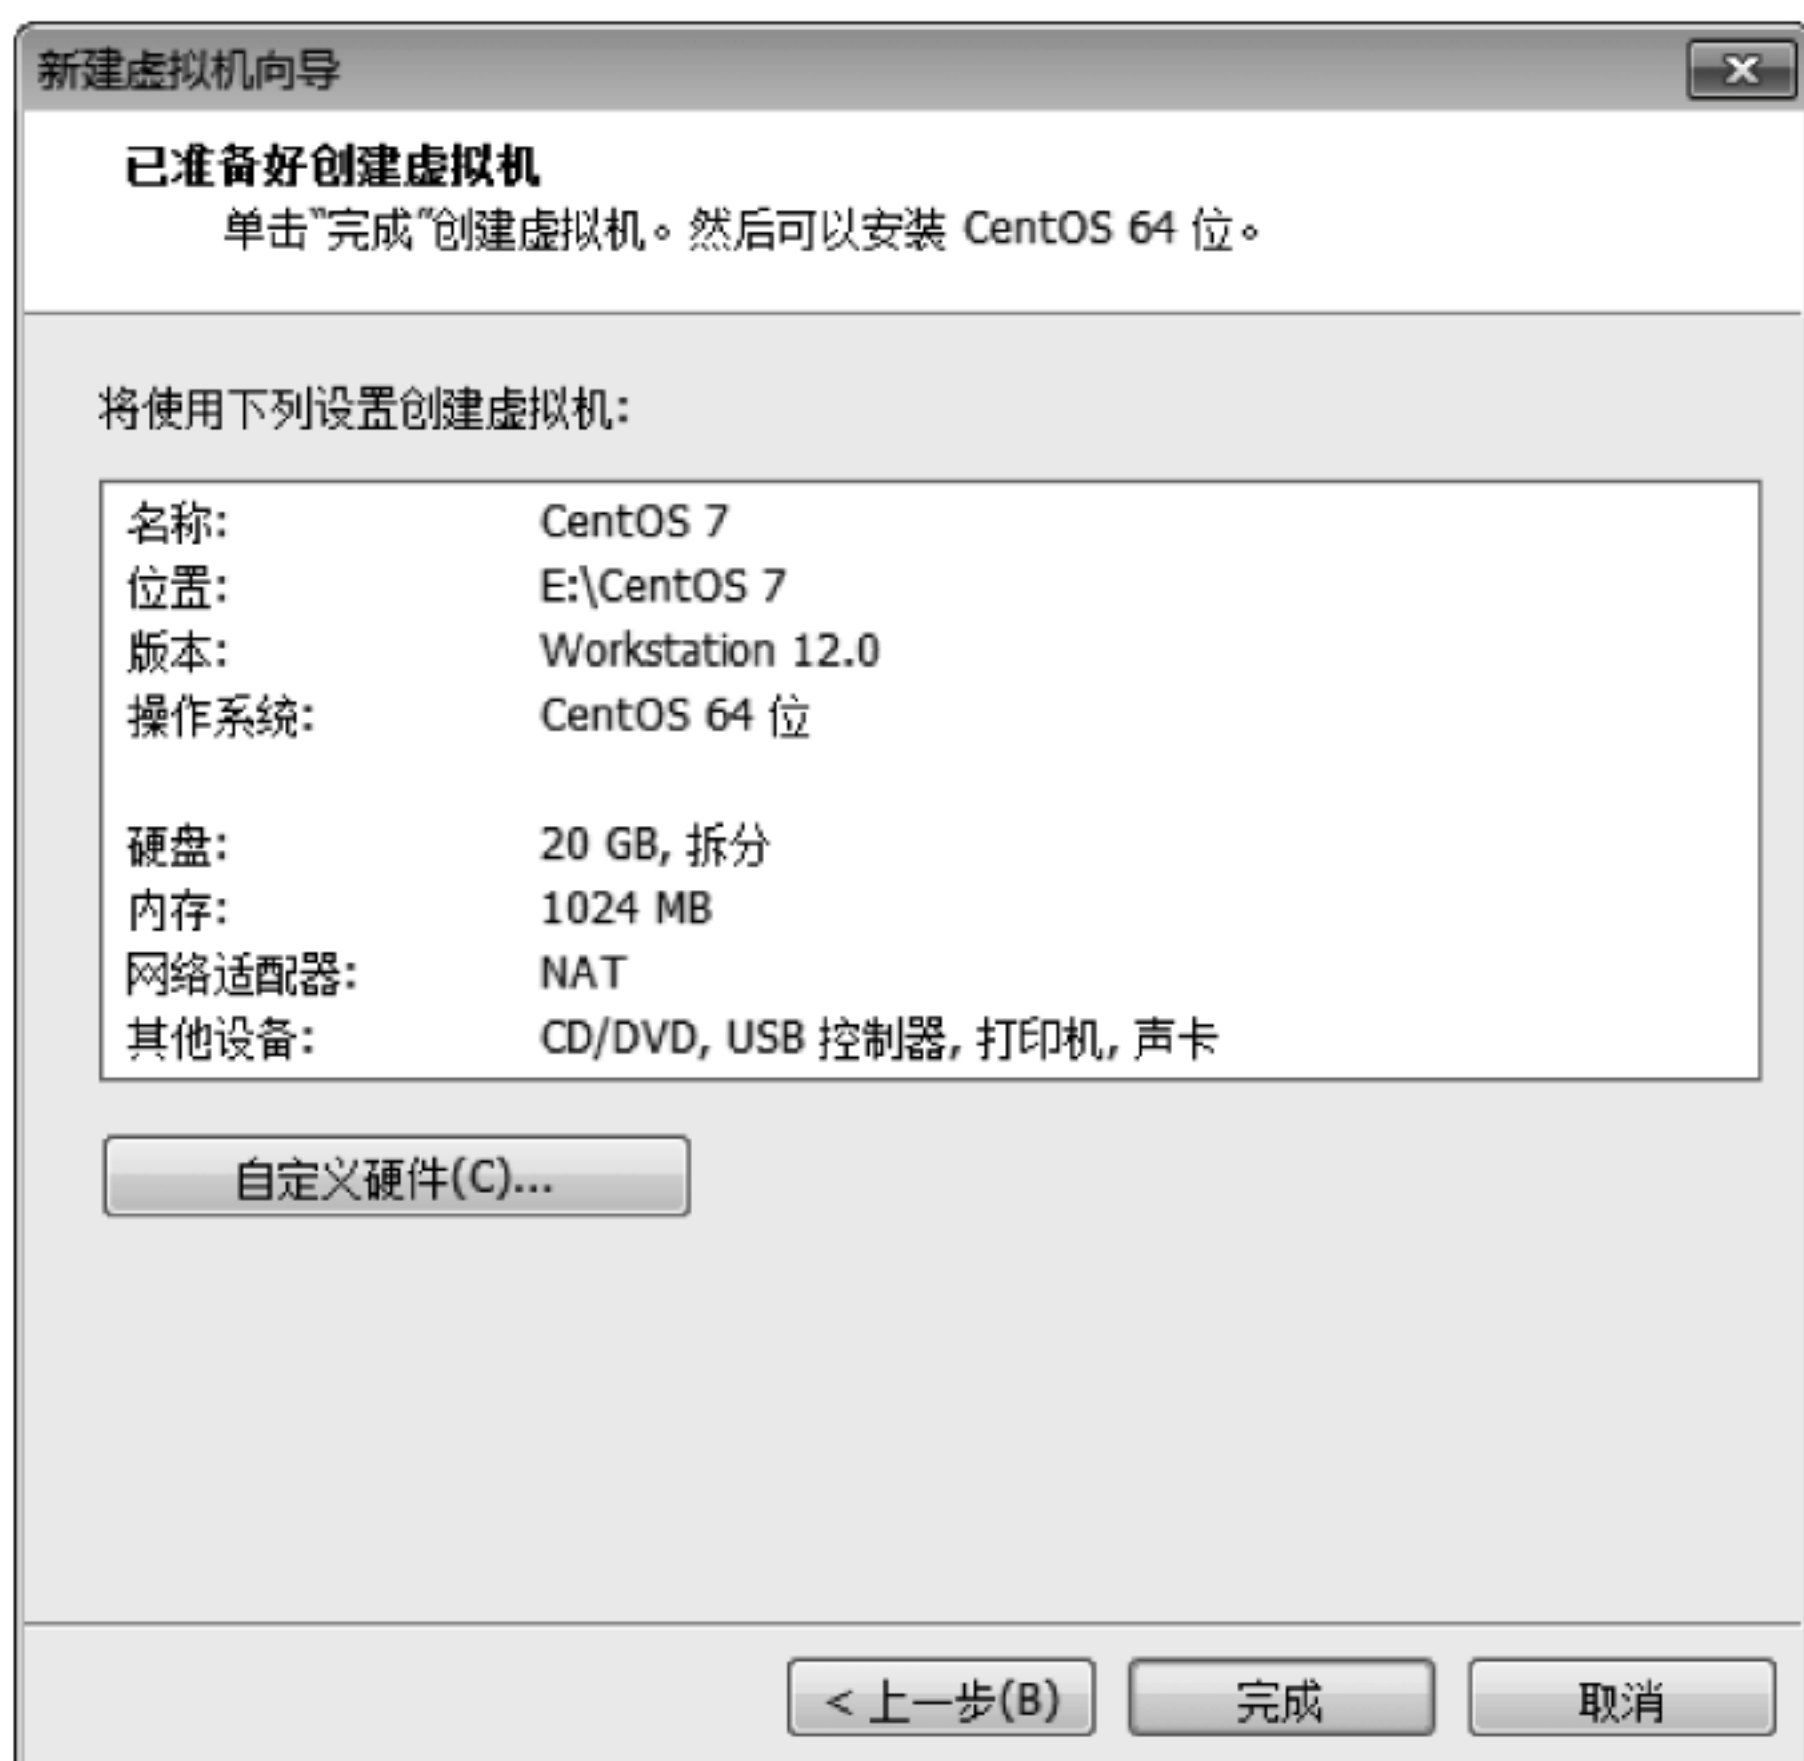 新建虚拟机向导
已准备好创建虚拟机
单击"完成"创建虚拟机。然后可以安装 CentOS 64 位。
将使用下列设置创建虚拟机:
名称: CentOS 7
位置: E:\CentOS 7
版本: Workstation 12.0
操作系统: CentOS 64 位
硬盘: 20 GB, 拆分
内存: 1024 MB
网络适配器: NAT
其他设备: CD/DVD, USB 控制器, 打印机, 声卡
自定义硬件(C)...
< 上一步(B) 完成 取消